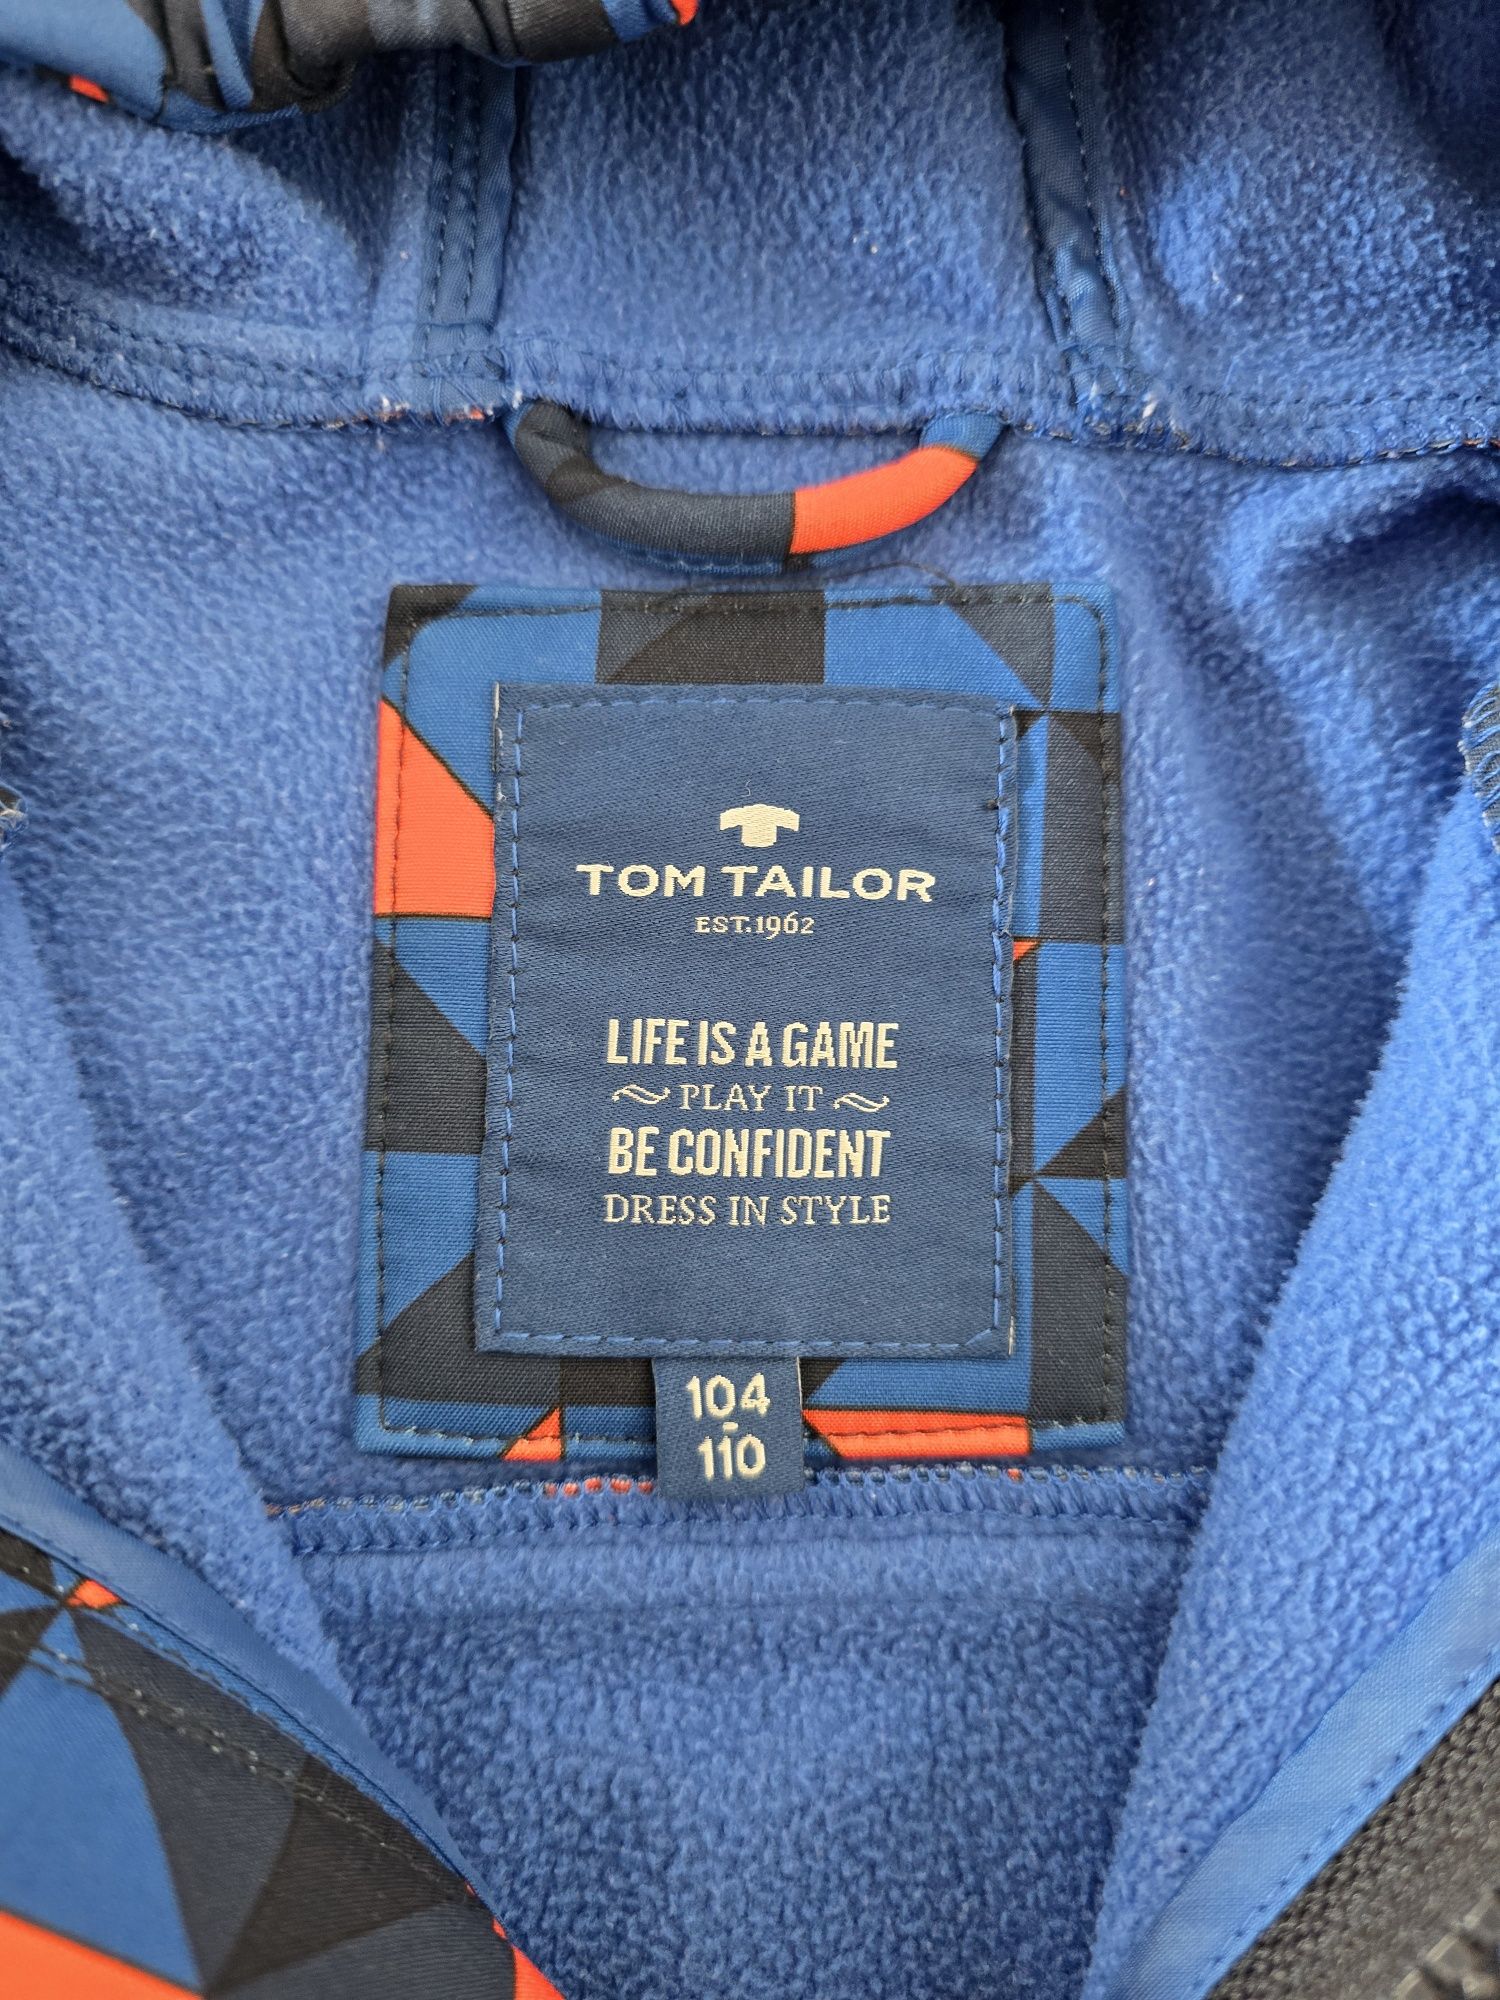 TOM TAILOR
EST.1962
LIFE IS A GAME
PLAY IT
BE CONFIDENT
DRESS IN STYLE
104
-
110